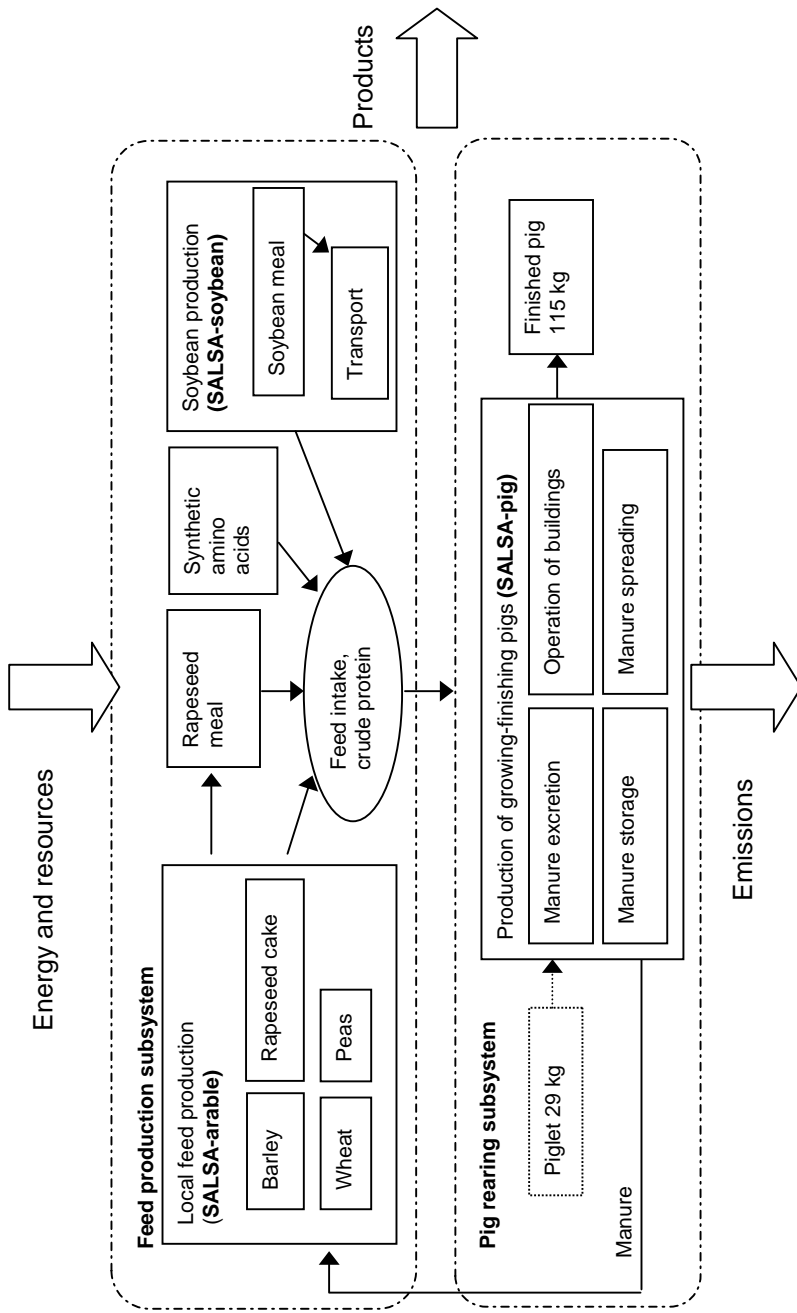 Energy and resources
Feed production subsystem
Local feed production
(SALSA-arable)
Barley
Rapeseed cake
Wheat
Peas
Rapeseed
meal
Synthetic
amino
acids
Soybean production
(SALSA-soybean)
Soybean meal
Transport
Feed intake,
crude protein
Products
Pig rearing subsystem
Piglet 29 kg
Production of growing-finishing pigs (SALSA-pig)
Manure excretion
Operation of buildings
Manure storage
Manure spreading
Finished pig
115 kg
Manure
Emissions